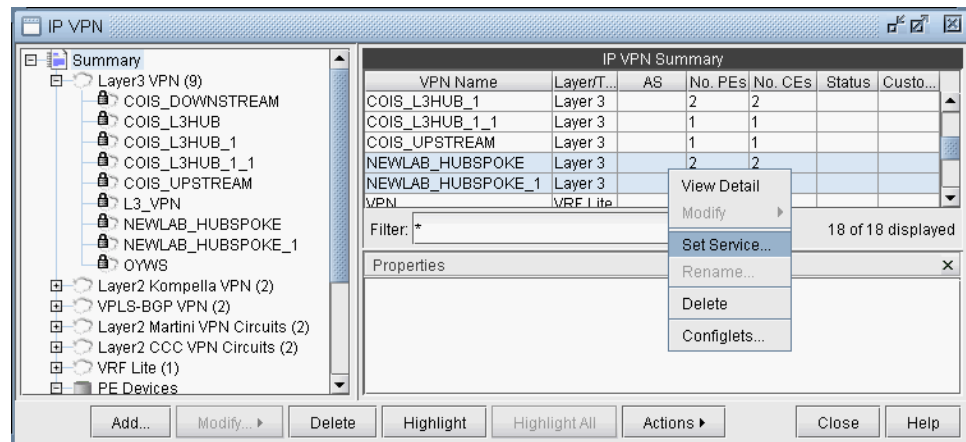 IP VPN
Summary
Layer3 VPN (9)
COIS_DOWNSTREAM
COIS_L3HUB
COIS_L3HUB_1
COIS_L3HUB_1_1
COIS_UPSTREAM
L3_VPN
NEWLAB_HUBSPOKE
NEWLAB_HUBSPOKE_1
OYWS
Layer2 Kompella VPN (2)
VPLS-BGP VPN (2)
Layer2 Martini VPN Circuits (2)
Layer2 CCC VPN Circuits (2)
VRF Lite (1)
PE Devices
IP VPN Summary
VPN Name Layer/T... AS No. PEs No. CEs Status Custo...
COIS_L3HUB_1 Layer 3 2 2
COIS_L3HUB_1_1 Layer 3 1 1
COIS_UPSTREAM Layer 3 1 1
NEWLAB_HUBSPOKE Layer 3 2 2
NEWLAB_HUBSPOKE_1 Layer 3
VPN VRF Lite
View Detail
Modify
Set Service...
Rename...
Delete
Configlets...
Filter: * 18 of 18 displayed
Properties
Add... Modify... Delete Highlight Highlight All Actions Close Help